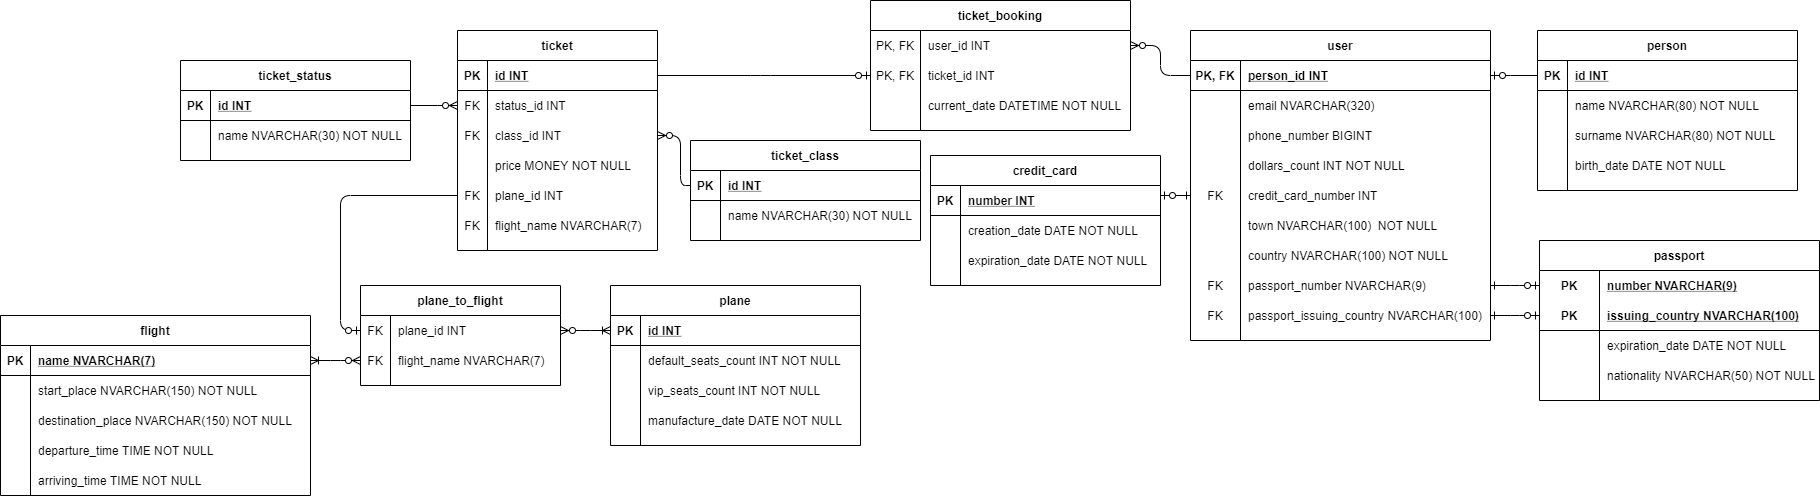 ticket_status
PK id INT
name NVARCHAR(30) NOT NULL
ticket
PK id INT
FK status_id INT
FK class_id INT
price MONEY NOT NULL
FK plane_id INT
FK flight_name NVARCHAR(7)
ticket_class
PK id INT
name NVARCHAR(30) NOT NULL
ticket_booking
PK, FK user_id INT
PK, FK ticket_id INT
current_date DATETIME NOT NULL
credit_card
PK number INT
creation_date DATE NOT NULL
expiration_date DATE NOT NULL
user
PK, FK person_id INT
email NVARCHAR(320)
phone_number BIGINT
dollars_count INT NOT NULL
FK credit_card_number INT
town NVARCHAR(100) NOT NULL
country NVARCHAR(100) NOT NULL
FK passport_number NVARCHAR(9)
FK passport_issuing_country NVARCHAR(100)
person
PK id INT
name NVARCHAR(80) NOT NULL
surname NVARCHAR(80) NOT NULL
birth_date DATE NOT NULL
passport
PK number NVARCHAR(9)
PK issuing_country NVARCHAR(100)
expiration_date DATE NOT NULL
nationality NVARCHAR(50) NOT NULL
flight
PK name NVARCHAR(7)
start_place NVARCHAR(150) NOT NULL
destination_place NVARCHAR(150) NOT NULL
departure_time TIME NOT NULL
arriving_time TIME NOT NULL
plane_to_flight
FK plane_id INT
FK flight_name NVARCHAR(7)
plane
PK id INT
default_seats_count INT NOT NULL
vip_seats_count INT NOT NULL
manufacture_date DATE NOT NULL